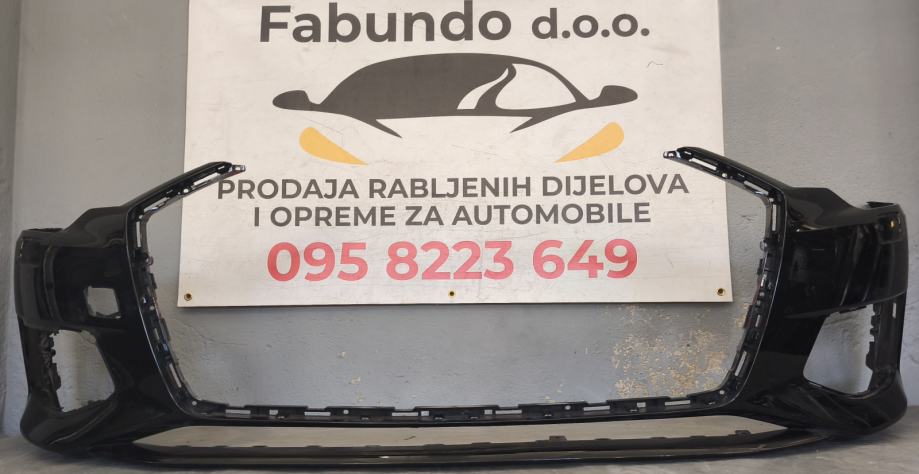 Fabundo d.o.o.
PRODAJA RABLJENIH DIJELOVA
I OPREME ZA AUTOMOBILE
095 8223 649